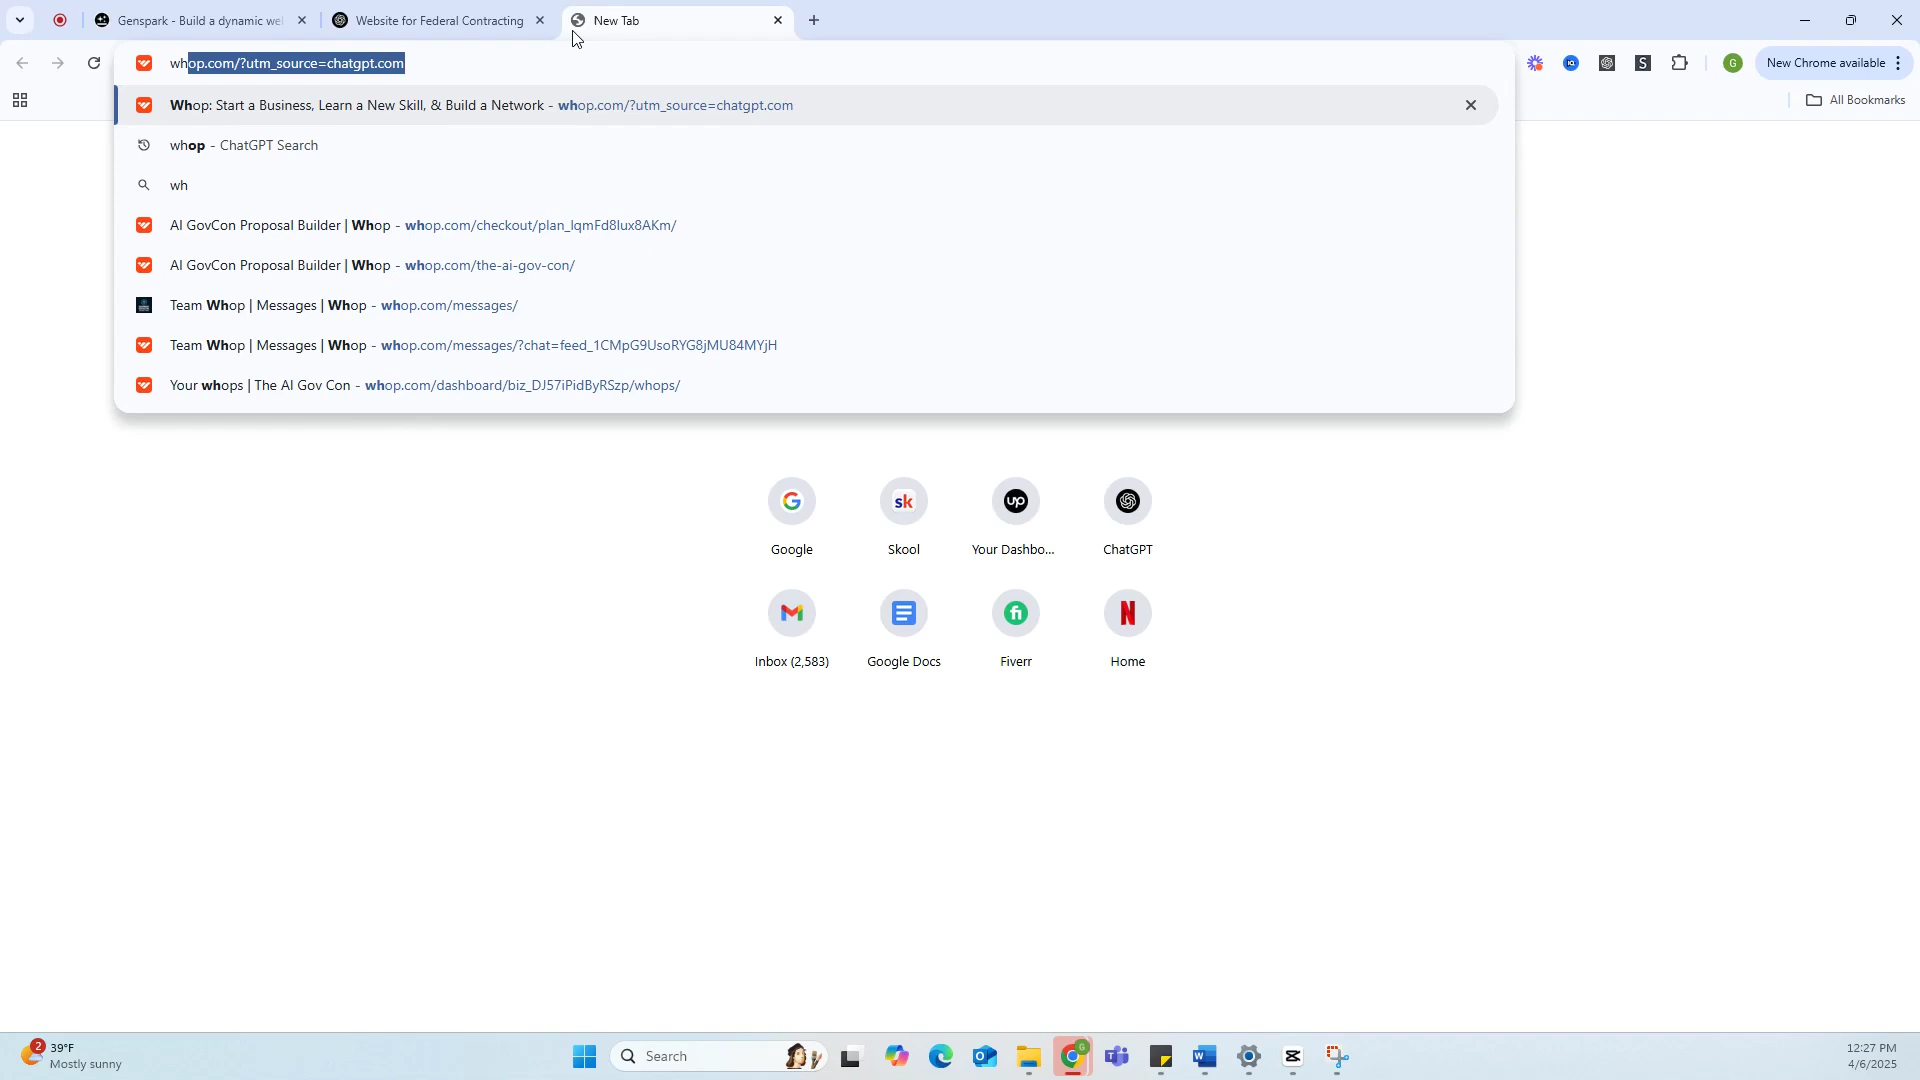 Genspark - Build a dynamic we
Website for Federal Contracting
New Tab
whop.com/?utm_source=chatgpt.com
S
G
New Chrome available
Whop: Start a Business, Learn a New Skill, & Build a Network - whop.com/?utm_source=chatgpt.com
All Bookmarks
whop - ChatGPT Search
wh
AI GovCon Proposal Builder | Whop - whop.com/checkout/plan_lqmFd8lux8AKm/
AI GovCon Proposal Builder | Whop - whop.com/the-ai-gov-con/
Team Whop | Messages | Whop - whop.com/messages/
Team Whop | Messages | Whop - whop.com/messages/?chat=feed_1CMpG9UsoRYG8jMU84MYjH
Your whops | The AI Gov Con - whop.com/dashboard/biz_DJ57iPidByRSzp/whops/
G sk up
Google Skool Your Dashbo... ChatGPT
M fi N
Inbox (2,583) Google Docs Fiverr Home
2
39°F
Mostly sunny
Search
G
W
12:27 PM
4/6/2025